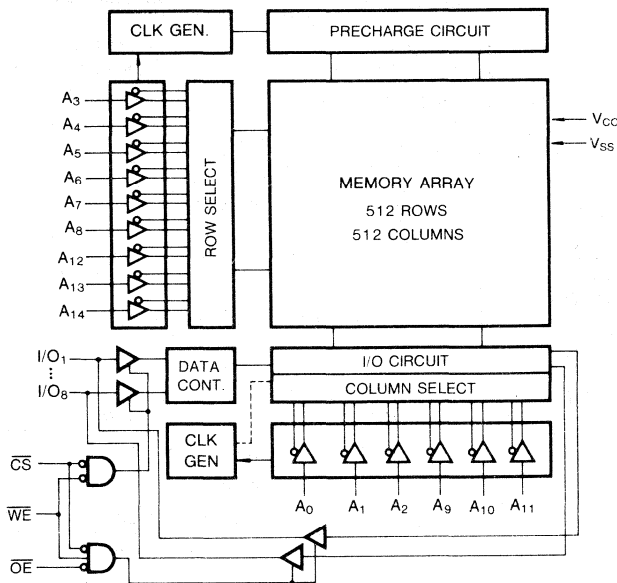 CLK GEN.
PRECHARGE CIRCUIT
A3
A4
A5
A6
A7
A8
A12
A13
A14
ROW SELECT
MEMORY ARRAY
512 ROWS
512 COLUMNS
VCC
VSS
I/O1
I/O8
DATA
CONT.
I/O CIRCUIT
COLUMN SELECT
CLK
GEN
A0
A1
A2
A9
A10
A11
CS
WE
OE